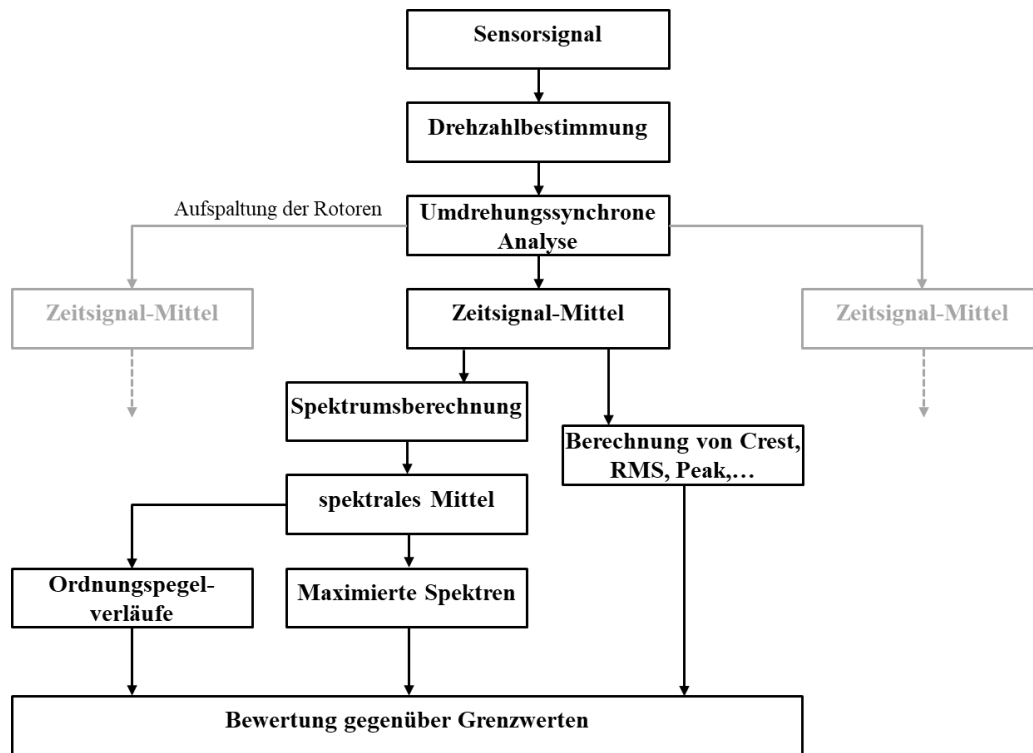 Sensorsignal
Drehzahlbestimmung
Aufspaltung der Rotoren
Umdrehungssynchrone
Analyse
Zeitsignal-Mittel
Zeitsignal-Mittel
Zeitsignal-Mittel
Spektrumsberechnung
Berechnung von Crest,
RMS, Peak,…
spektrales Mittel
Ordnungspegel-
verläufe
Maximierte Spektren
Bewertung gegenüber Grenzwerten